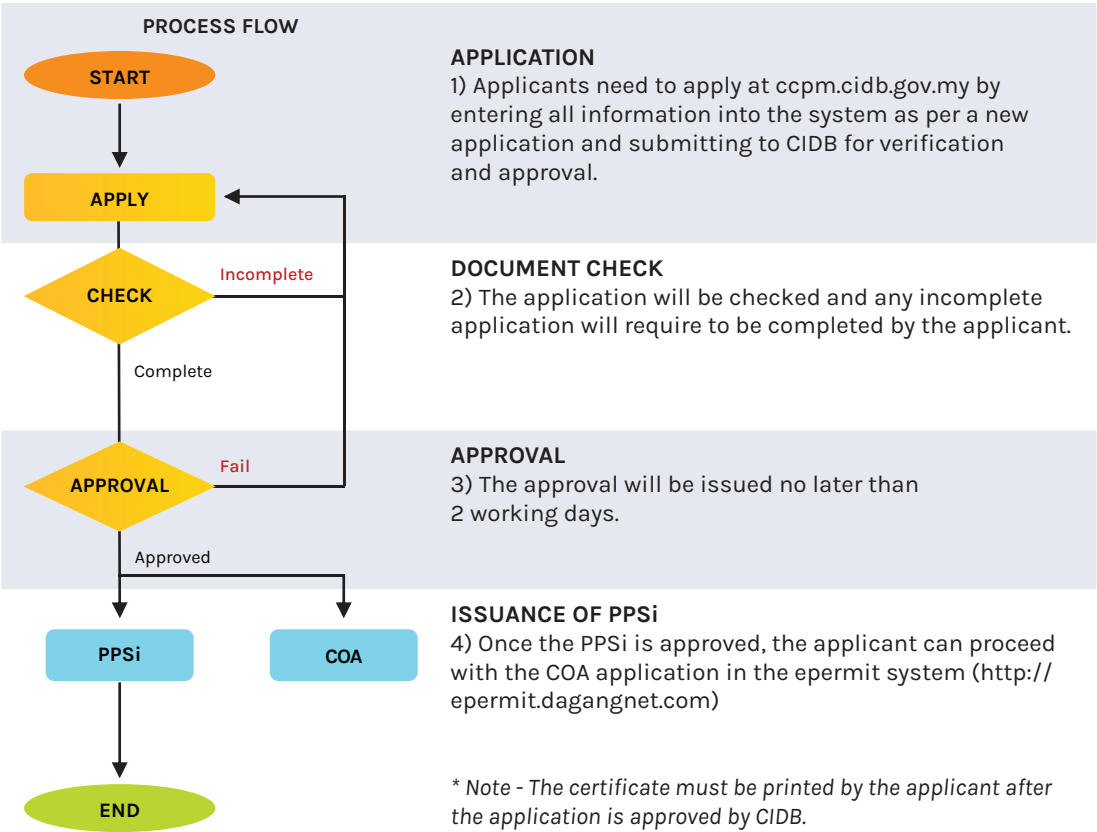 PROCESS FLOW
START
APPLICATION
1) Applicants need to apply at ccpm.cidb.gov.my by
entering all information into the system as per a new
application and submitting to CIDB for verification
and approval.
APPLY
CHECK
Incomplete
DOCUMENT CHECK
2) The application will be checked and any incomplete
application will require to be completed by the applicant.
Complete
APPROVAL
Fail
APPROVAL
3) The approval will be issued no later than
2 working days.
Approved
PPSi
COA
ISSUANCE OF PPSi
4) Once the PPSi is approved, the applicant can proceed
with the COA application in the epermit system (http://
epermit.dagangnet.com)
END
* Note - The certificate must be printed by the applicant after
the application is approved by CIDB.